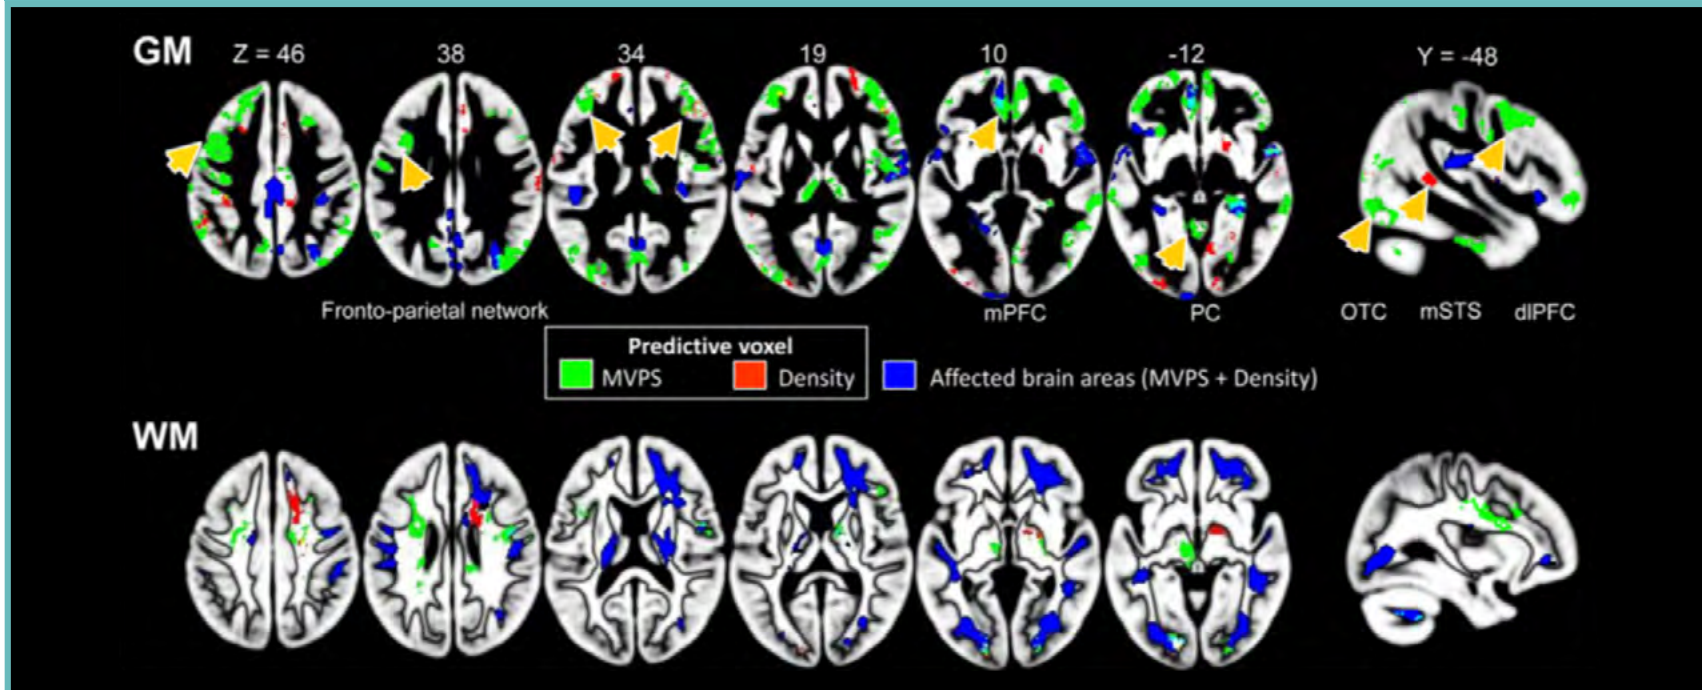 GM
Z = 46 38 34 19 10 -12 Y = -48
Fronto-parietal network mPFC PC OTC mSTS dlPFC
Predictive voxel
MVPS Density Affected brain areas (MVPS + Density)
WM